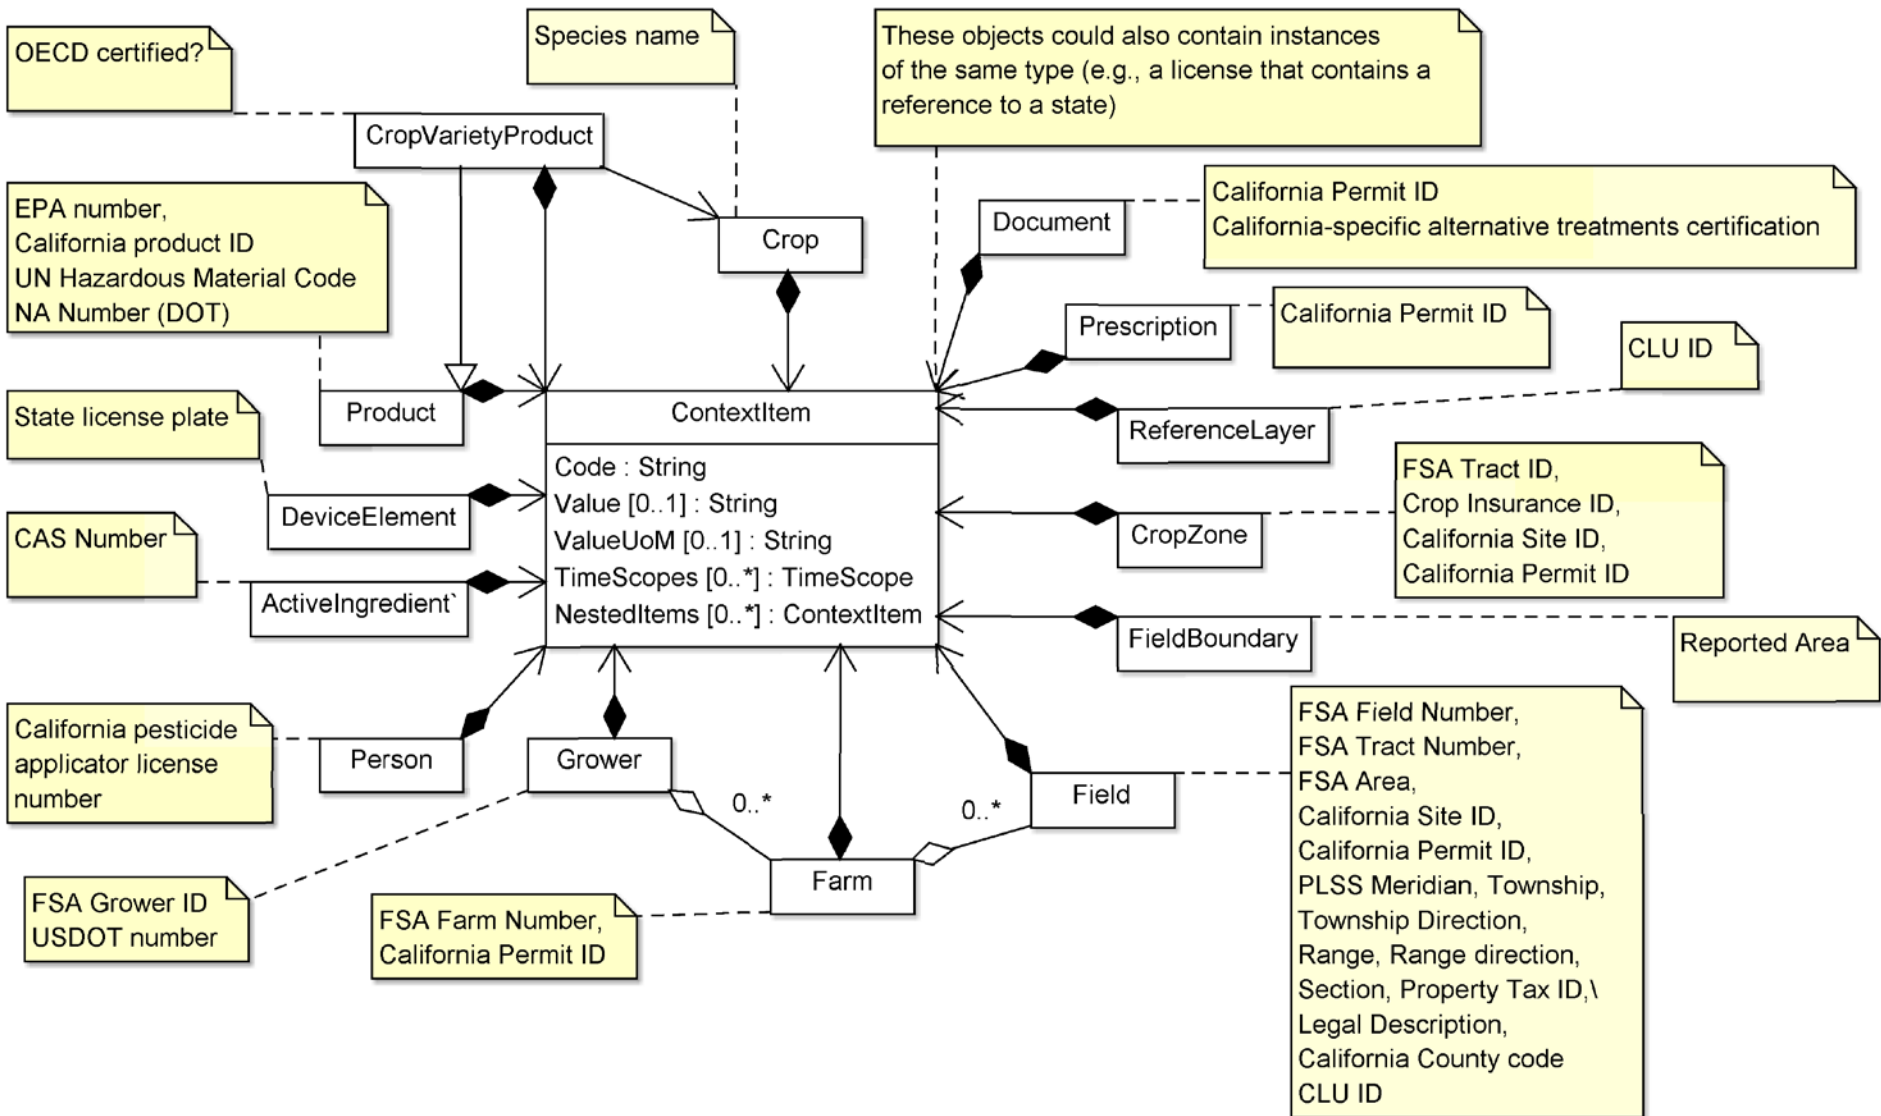 OECD certified?
Species name
These objects could also contain instances
of the same type (e.g., a license that contains a
reference to a state)
CropVarietyProduct
EPA number,
California product ID
UN Hazardous Material Code
NA Number (DOT)
Crop
Document
California Permit ID
California-specific alternative treatments certification
Prescription
California Permit ID
CLU ID
State license plate
Product
ContextItem
ReferenceLayer
Code : String
Value [0..1] : String
ValueUoM [0..1] : String
TimeScopes [0..*] : TimeScope
NestedItems [0..*] : ContextItem
FSA Tract ID,
Crop Insurance ID,
California Site ID,
California Permit ID
DeviceElement
CropZone
CAS Number
ActiveIngredient`
FieldBoundary
Reported Area
California pesticide
applicator license
number
Person
Grower
0..*
0..*
Field
FSA Field Number,
FSA Tract Number,
FSA Area,
California Site ID,
California Permit ID,
PLSS Meridian, Township,
Township Direction,
Range, Range direction,
Section, Property Tax ID,\
Legal Description,
California County code
CLU ID
FSA Grower ID
USDOT number
FSA Farm Number,
California Permit ID
Farm